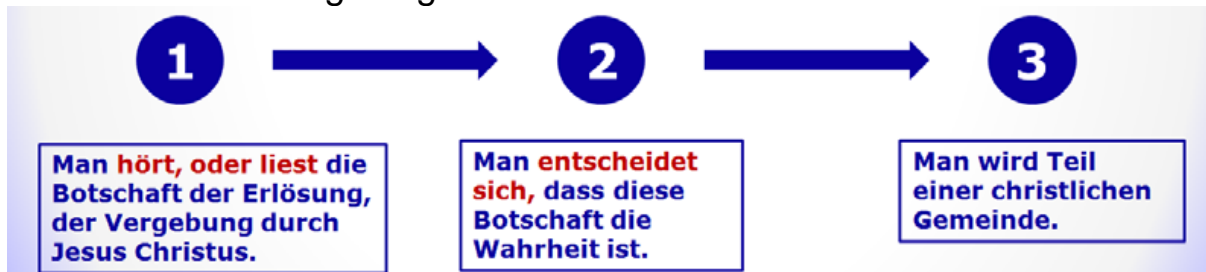 1
2
3
Man hört, oder liest die
Botschaft der Erlösung,
der Vergebung durch
Jesus Christus.
Man entscheidet
sich, dass diese
Botschaft die
Wahrheit ist.
Man wird Teil
einer christlichen
Gemeinde.